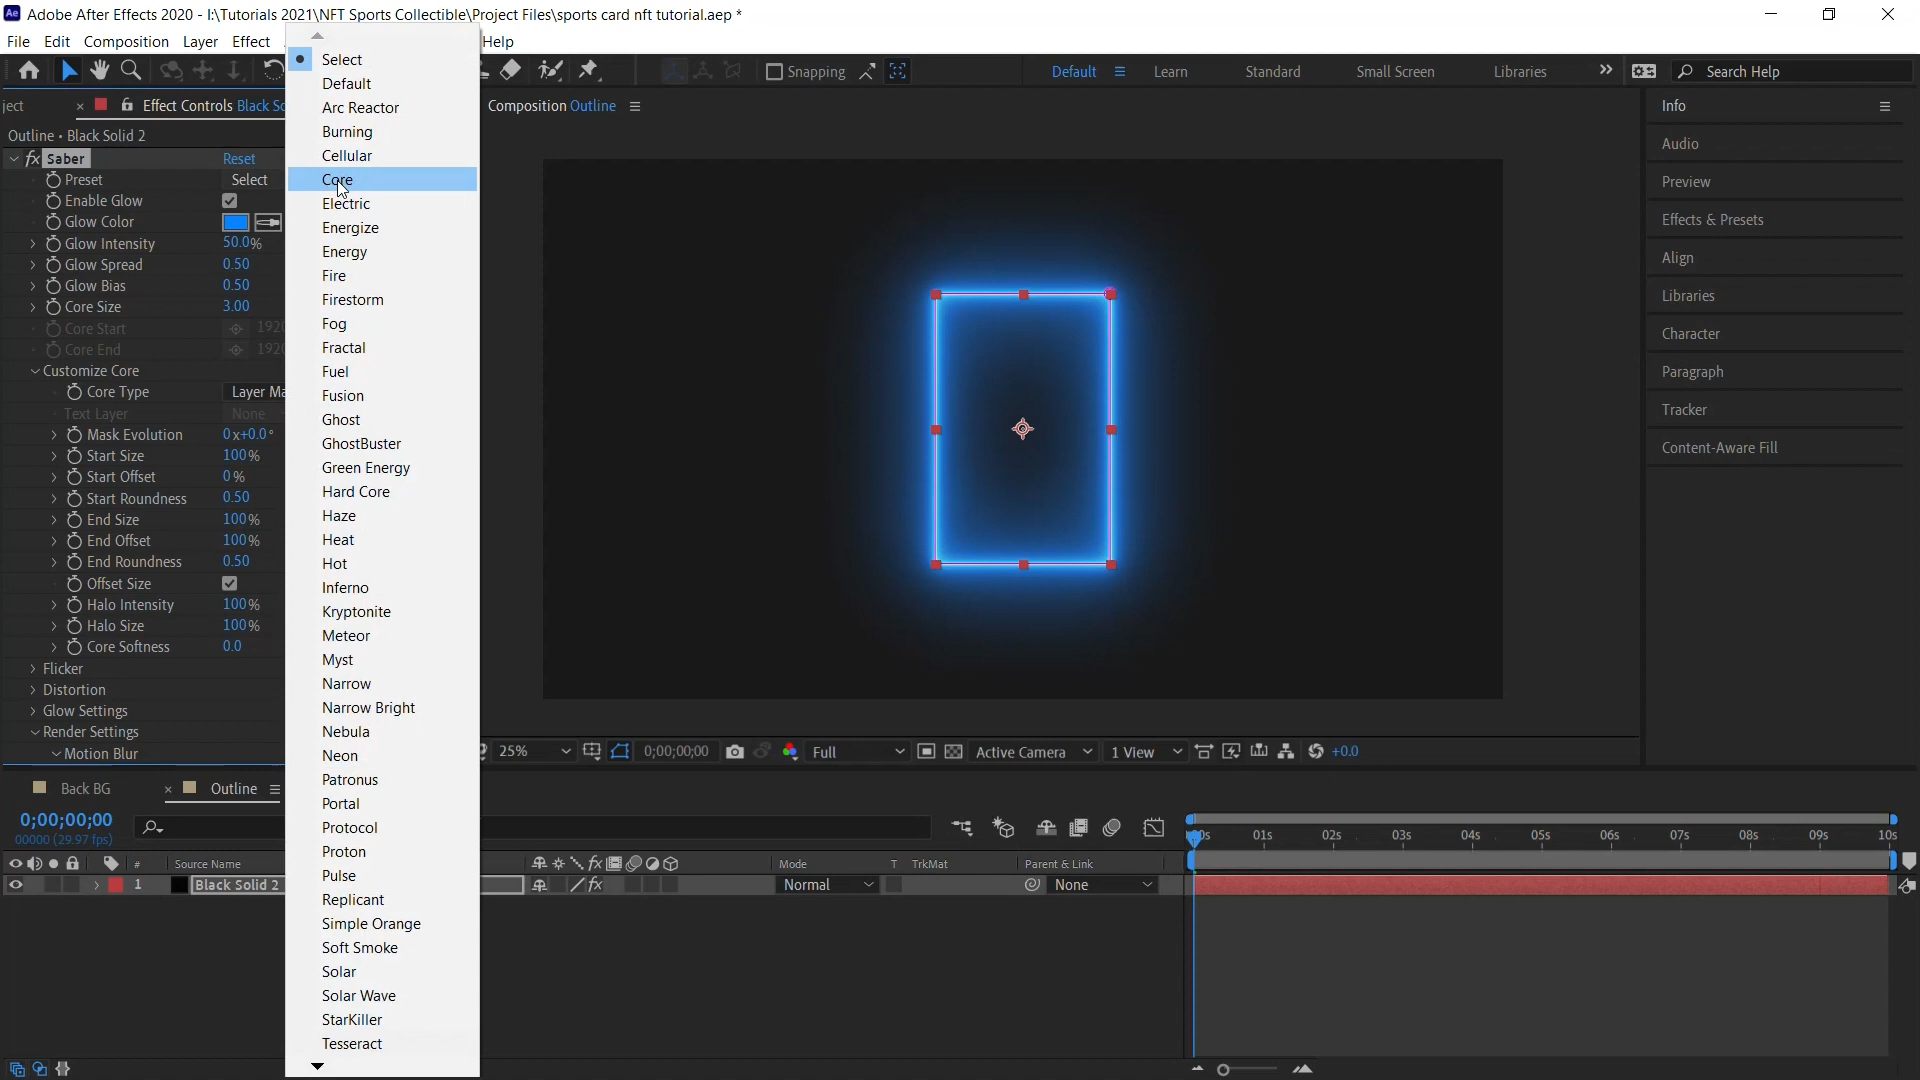 Adobe After Effects 2020 - I:\Tutorials 2021\NFT Sports Collectible\Project Files\sports card nft tutorial.aep *
File Edit Composition Layer Effect Help
Snapping Default Learn Standard Small Screen Libraries Search Help
ject Effect Controls Black So
Composition Outline
Outline • Black Solid 2
fx Saber Reset
Preset Select
Enable Glow
Glow Color
Glow Intensity 50.0%
Glow Spread 0.50
Glow Bias 0.50
Core Size 3.00
Core Start 192
Core End 192
Customize Core
Core Type Layer Ma
Text Layer None
Mask Evolution 0x+0.0°
Start Size 100%
Start Offset 0%
Start Roundness 0.50
End Size 100%
End Offset 100%
End Roundness 0.50
Offset Size
Halo Intensity 100%
Halo Size 100%
Core Softness 0.0
Flicker
Distortion
Glow Settings
Render Settings
Motion Blur
Select
Default
Arc Reactor
Burning
Cellular
Core
Electric
Energize
Energy
Fire
Firestorm
Fog
Fractal
Fuel
Fusion
Ghost
GhostBuster
Green Energy
Hard Core
Haze
Heat
Hot
Inferno
Kryptonite
Meteor
Myst
Narrow
Narrow Bright
Nebula
Neon
Patronus
Portal
Protocol
Proton
Pulse
Replicant
Simple Orange
Soft Smoke
Solar
Solar Wave
StarKiller
Tesseract
Info
Audio
Preview
Effects & Presets
Align
Libraries
Character
Paragraph
Tracker
Content-Aware Fill
25% 0;00;00;00 Full Active Camera 1 View +0.0
Back BG Outline
0;00;00;00
00000 (29.97 fps)
01s 02s 03s 04s 05s 06s 07s 08s 09s 10s
# Source Name fx Mode T TrkMat Parent & Link
1 Black Solid 2 fx Normal None